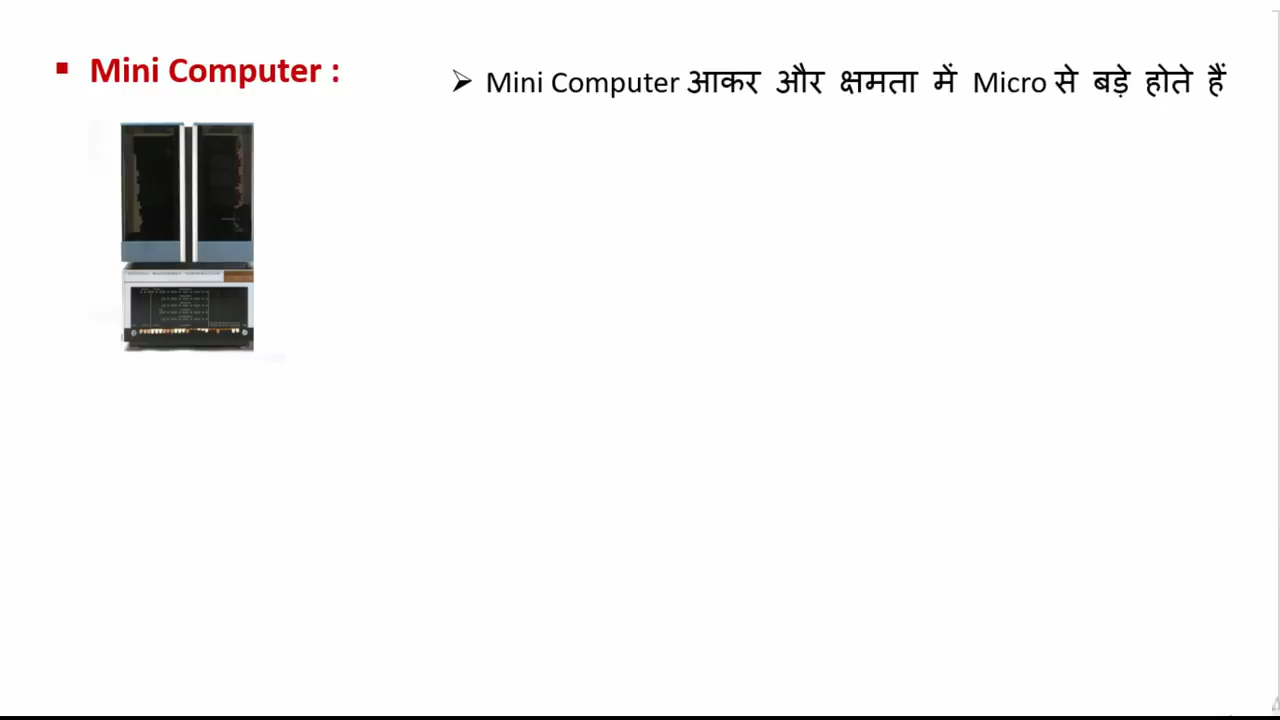 ▪ Mini Computer :
➢ Mini Computer आकर और क्षमता में Micro से बड़े होते हैं